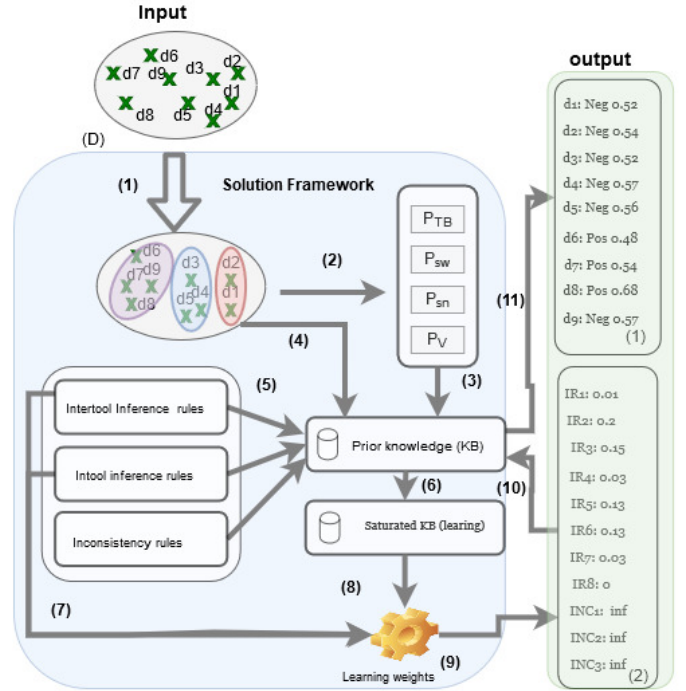 Input
output
d6
d2
d7
d9
d3
d1
d8
d5
d4
(D)
(1)
Solution Framework
d6
d9
d7
d8
d3
d4
d5
d2
d1
(2)
P_TB
P_sw
P_sn
P_V
(3)
(4)
(5)
Intertool Inference rules
Intool inference rules
Inconsistency rules
Prior knowledge (KB)
(6)
Saturated KB (learing)
(7)
(8)
Learning weights
(9)
(10)
(11)
d1: Neg 0.52
d2: Neg 0.54
d3: Neg 0.52
d4: Neg 0.57
d5: Neg 0.56
d6: Pos 0.48
d7: Pos 0.54
d8: Pos 0.68
d9: Neg 0.57
(1)
IR1: 0.01
IR2: 0.2
IR3: 0.15
IR4: 0.03
IR5: 0.13
IR6: 0.13
IR7: 0.03
IR8: 0
INC1: inf
INC2: inf
INC3: inf
(2)